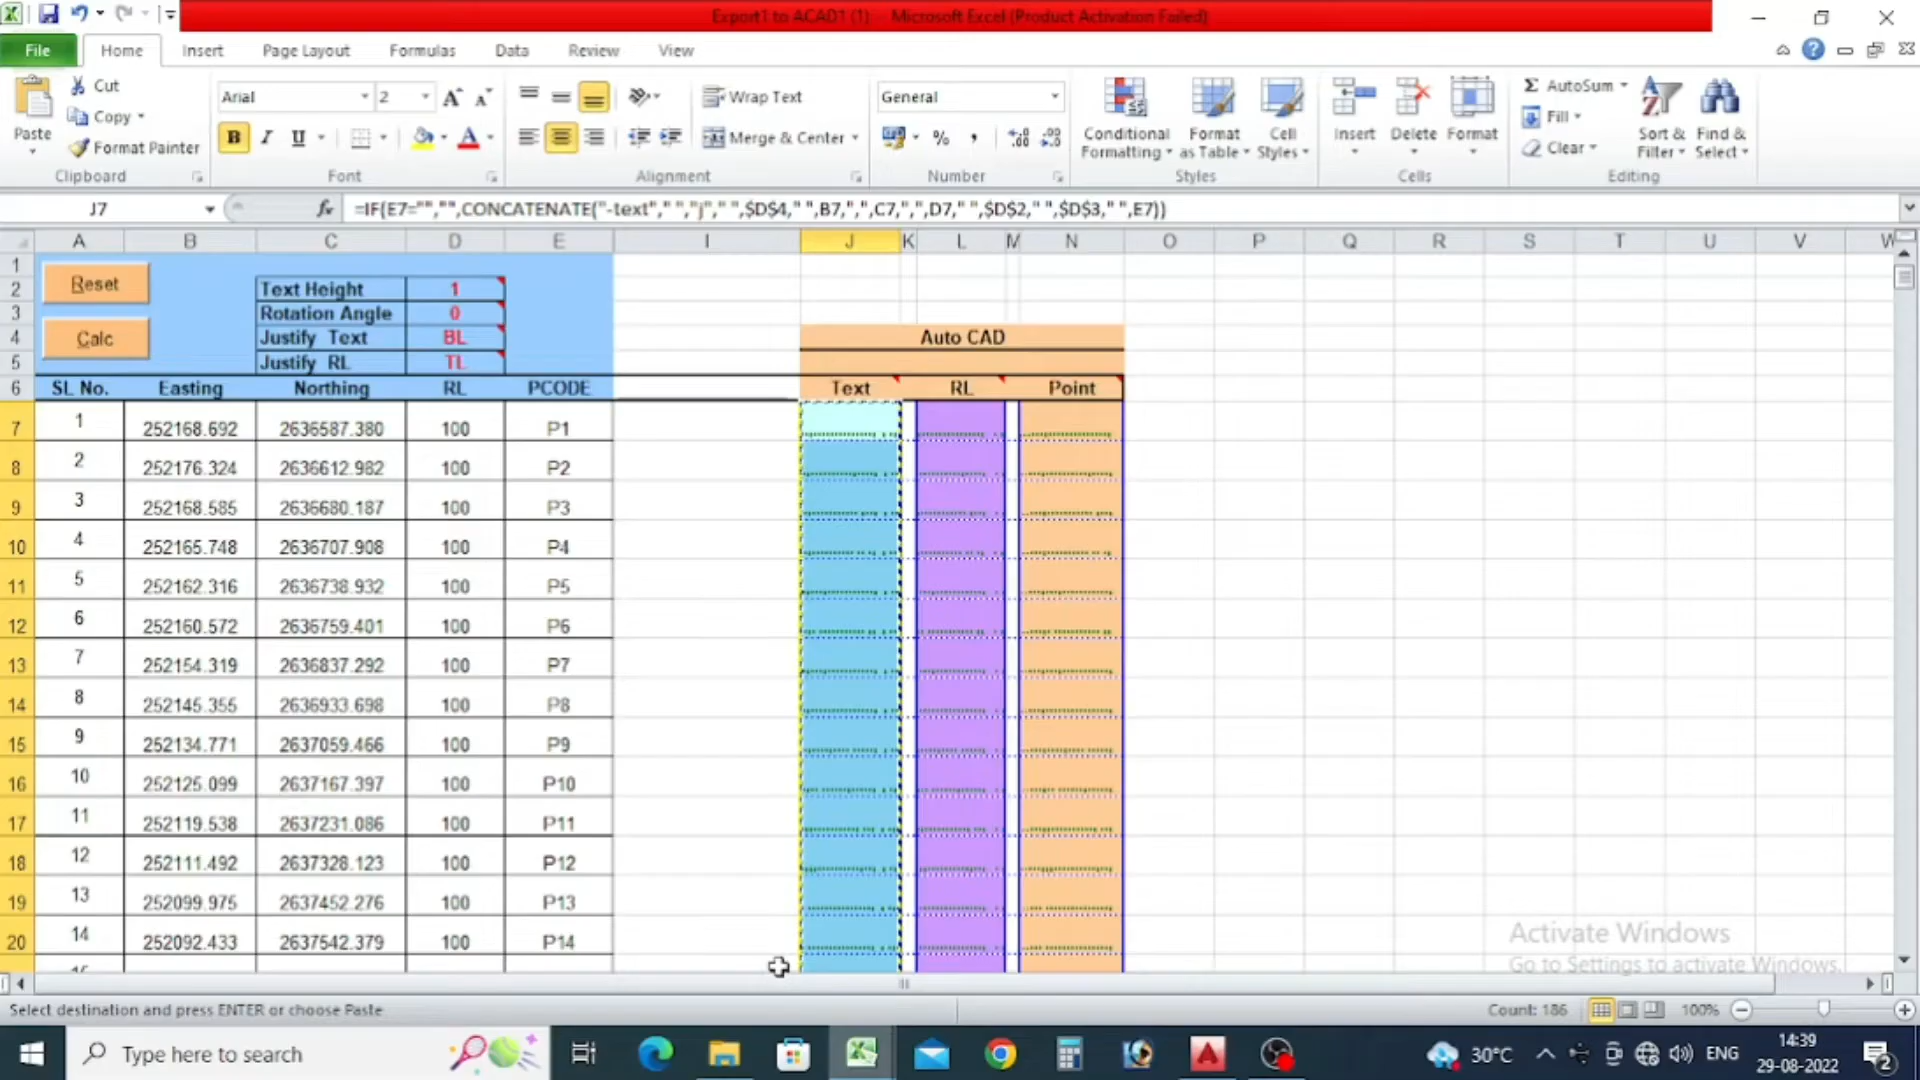 Export1 to ACAD1 (1) Microsoft Excel (Product Activation Failed)
File Home Insert Page Layout Formulas Data Review View
Paste Cut Copy Format Painter
Clipboard
Arial 2
B I U A
Font
Wrap Text
Merge & Center
Alignment
General
% ,
Number
Conditional Formatting
Format as Table
Cell Styles
Styles
Insert Delete Format
Cells
Σ AutoSum
Fill
Clear
Sort & Filter
Find & Select
Editing
J7 fx =IF(E7="","",CONCATENATE("-text"," ","j"," ",$D$4," ",B7,",",C7,",",D7," ",$D$2," ",$D$3," ",E7))
A B C D E I J K L M N O P Q R S T U V W
1 Reset
2 Text Height 1
3 Rotation Angle 0
Calc
4 Justify Text BL Auto CAD
5 Justify RL TL
6 SL No. Easting Northing RL PCODE Text RL Point
7 1 252168.692 2636587.380 100 P1
8 2 252176.324 2636612.982 100 P2
9 3 252168.585 2636680.187 100 P3
10 4 252165.748 2636707.908 100 P4
11 5 252162.316 2636738.932 100 P5
12 6 252160.572 2636759.401 100 P6
13 7 252154.319 2636837.292 100 P7
14 8 252145.355 2636933.698 100 P8
15 9 252134.771 2637059.466 100 P9
16 10 252125.099 2637167.397 100 P10
17 11 252119.538 2637231.086 100 P11
18 12 252111.492 2637328.123 100 P12
19 13 252099.975 2637452.276 100 P13
20 14 252092.433 2637542.379 100 P14
Activate Windows
Go to Settings to activate Windows.
Select destination and press ENTER or choose Paste Count: 186 100%
Type here to search 30°C ENG 14:39
29-08-2022 2